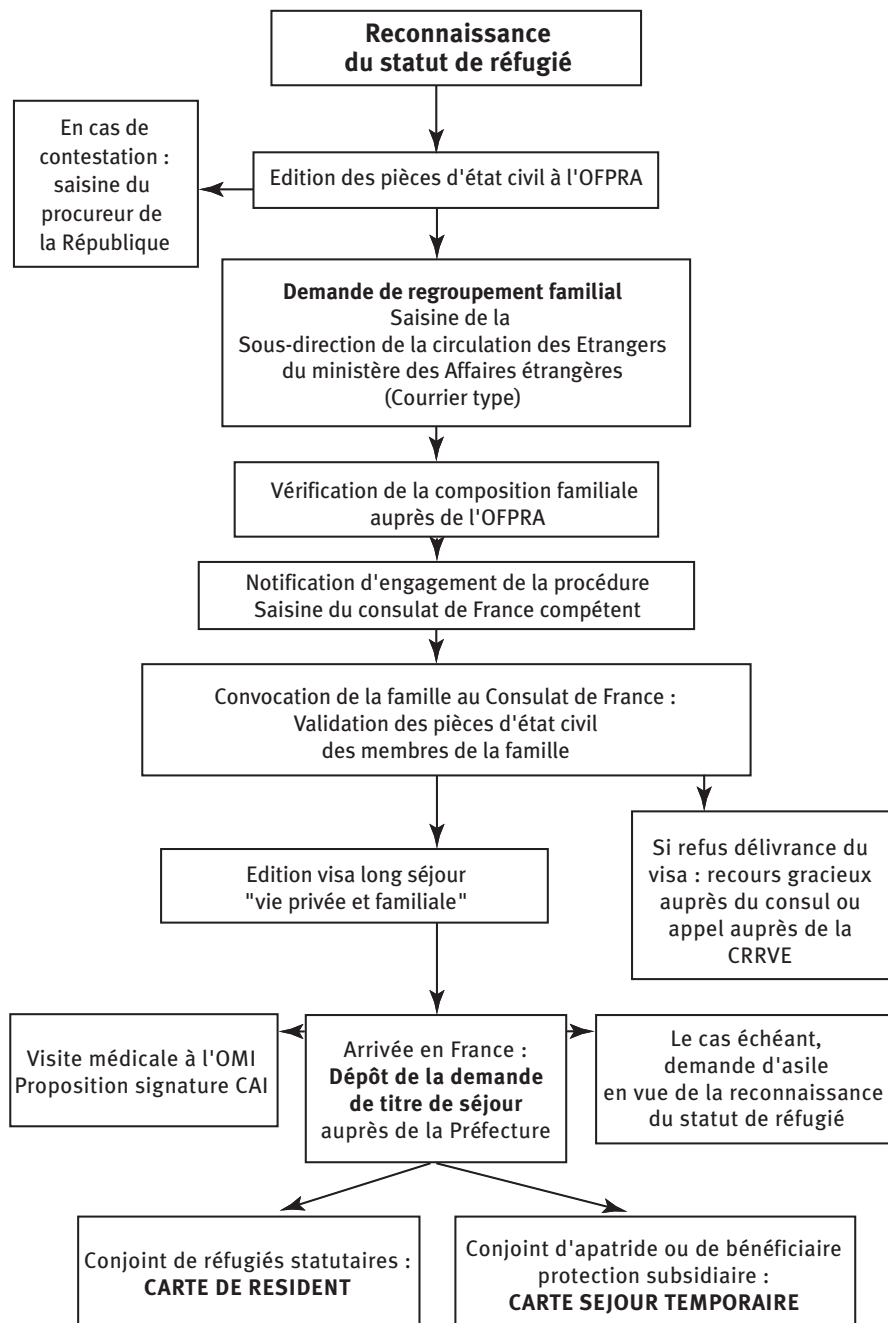 Reconnaissance
du statut de réfugié
En cas de
contestation :
saisine du
procureur de
la République
Edition des pièces d'état civil à l'OFPRA
Demande de regroupement familial
Saisine de la
Sous-direction de la circulation des Etrangers
du ministère des Affaires étrangères
(Courrier type)
Vérification de la composition familiale
auprès de l'OFPRA
Notification d'engagement de la procédure
Saisine du consulat de France compétent
Convocation de la famille au Consulat de France :
Validation des pièces d'état civil
des membres de la famille
Edition visa long séjour
"vie privée et familiale"
Si refus délivrance du
visa : recours gracieux
auprès du consul ou
appel auprès de la
CRRVE
Visite médicale à l'OMI
Proposition signature CAI
Arrivée en France :
Dépôt de la demande
de titre de séjour
auprès de la Préfecture
Le cas échéant,
demande d'asile
en vue de la reconnaissance
du statut de réfugié
Conjoint de réfugiés statutaires :
CARTE DE RESIDENT
Conjoint d'apatride ou de bénéficiaire
protection subsidiaire :
CARTE SEJOUR TEMPORAIRE